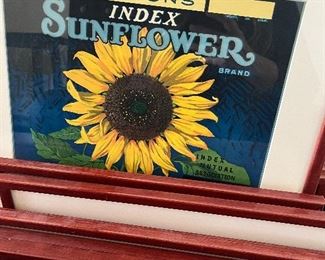 INDEX
SUNFLOWER
BRAND
INDEX
MUTUAL
ASSOCIATION